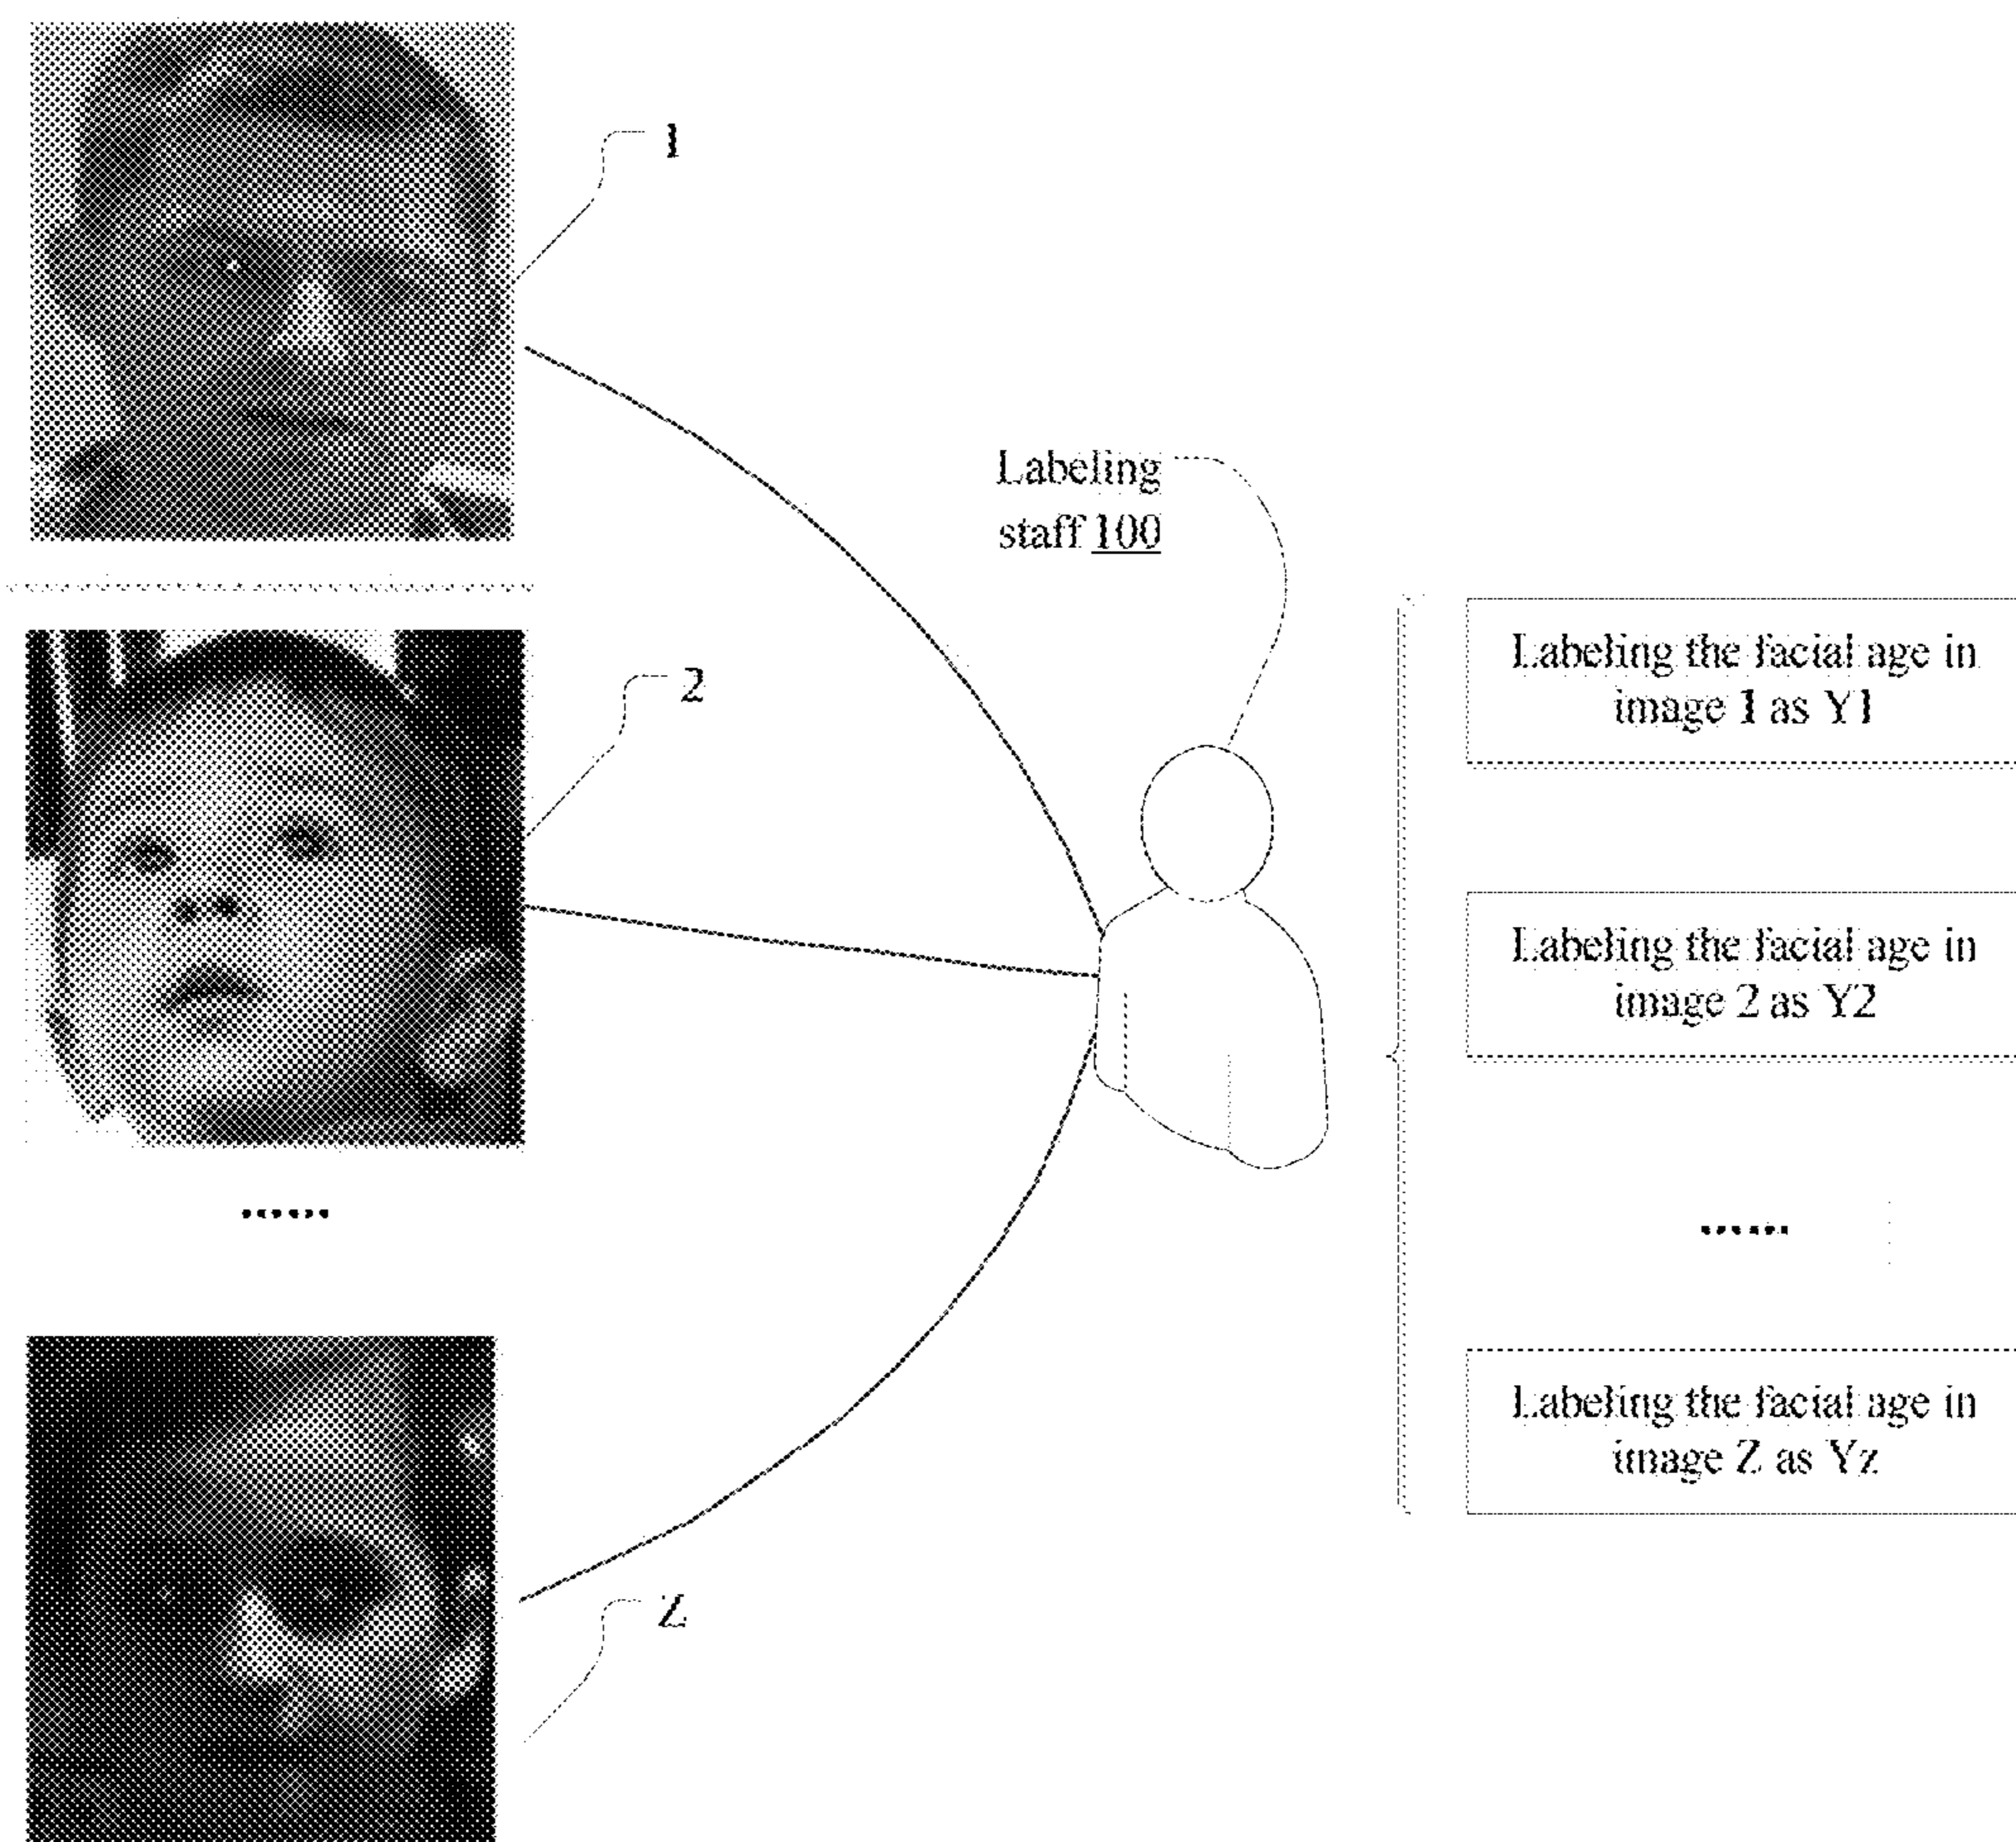 1
Labeling
staff 100
2
Labeling the facial age in
image 1 as Y1
Labeling the facial age in
image 2 as Y2
......
......
Labeling the facial age in
image Z as Yz
Z